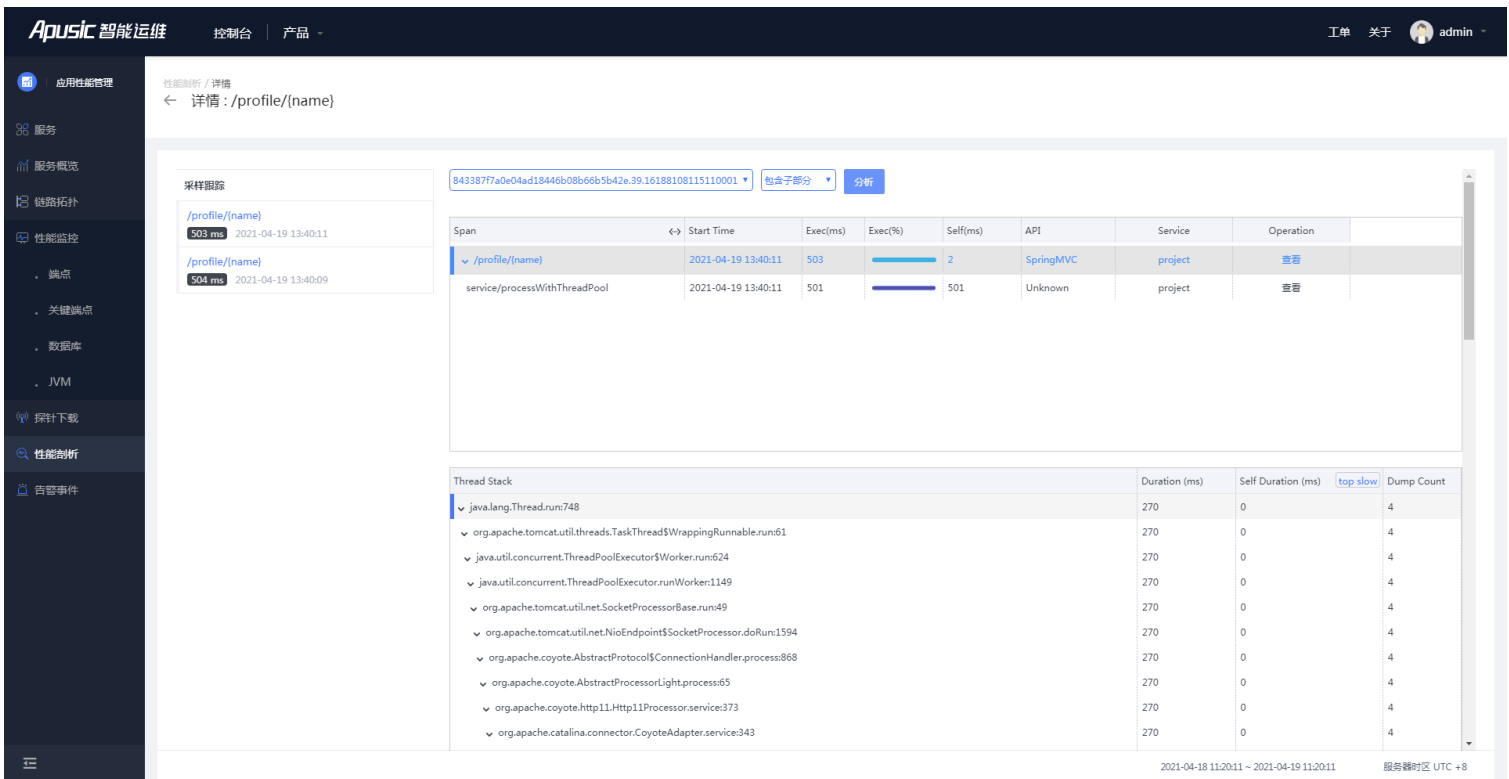 Apusic 智能运维 控制台 产品 工单 关于 admin
应用性能管理
服务
服务概览
链路拓扑
性能监控
端点
关键端点
数据库
JVM
探针下载
性能剖析
告警事件
性能剖析 / 详情
详情 : /profile/{name}
采样跟踪
/profile/{name}
503 ms 2021-04-19 13:40:11
/profile/{name}
504 ms 2021-04-19 13:40:09
843387f7a0e04ad18446b08b66b5b42e.39.16188108115110001 包含子部分 分析
Span Start Time Exec(ms) Exec(%) Self(ms) API Service Operation
/profile/{name} 2021-04-19 13:40:11 503 2 SpringMVC project 查看
service/processWithThreadPool 2021-04-19 13:40:11 501 501 Unknown project 查看
Thread Stack Duration (ms) Self Duration (ms) top slow Dump Count
java.lang.Thread.run:748 270 0 4
org.apache.tomcat.util.threads.TaskThread$WrappingRunnable.run:61 270 0 4
java.util.concurrent.ThreadPoolExecutor$Worker.run:624 270 0 4
java.util.concurrent.ThreadPoolExecutor.runWorker:1149 270 0 4
org.apache.tomcat.util.net.SocketProcessorBase.run:49 270 0 4
org.apache.tomcat.util.net.NioEndpoint$SocketProcessor.doRun:1594 270 0 4
org.apache.coyote.AbstractProtocol$ConnectionHandler.process:868 270 0 4
org.apache.coyote.AbstractProcessorLight.process:65 270 0 4
org.apache.coyote.http11.Http11Processor.service:373 270 0 4
org.apache.catalina.connector.CoyoteAdapter.service:343 270 0 4
2021-04-18 11:20:11 ~ 2021-04-19 11:20:11 服务器时区 UTC +8